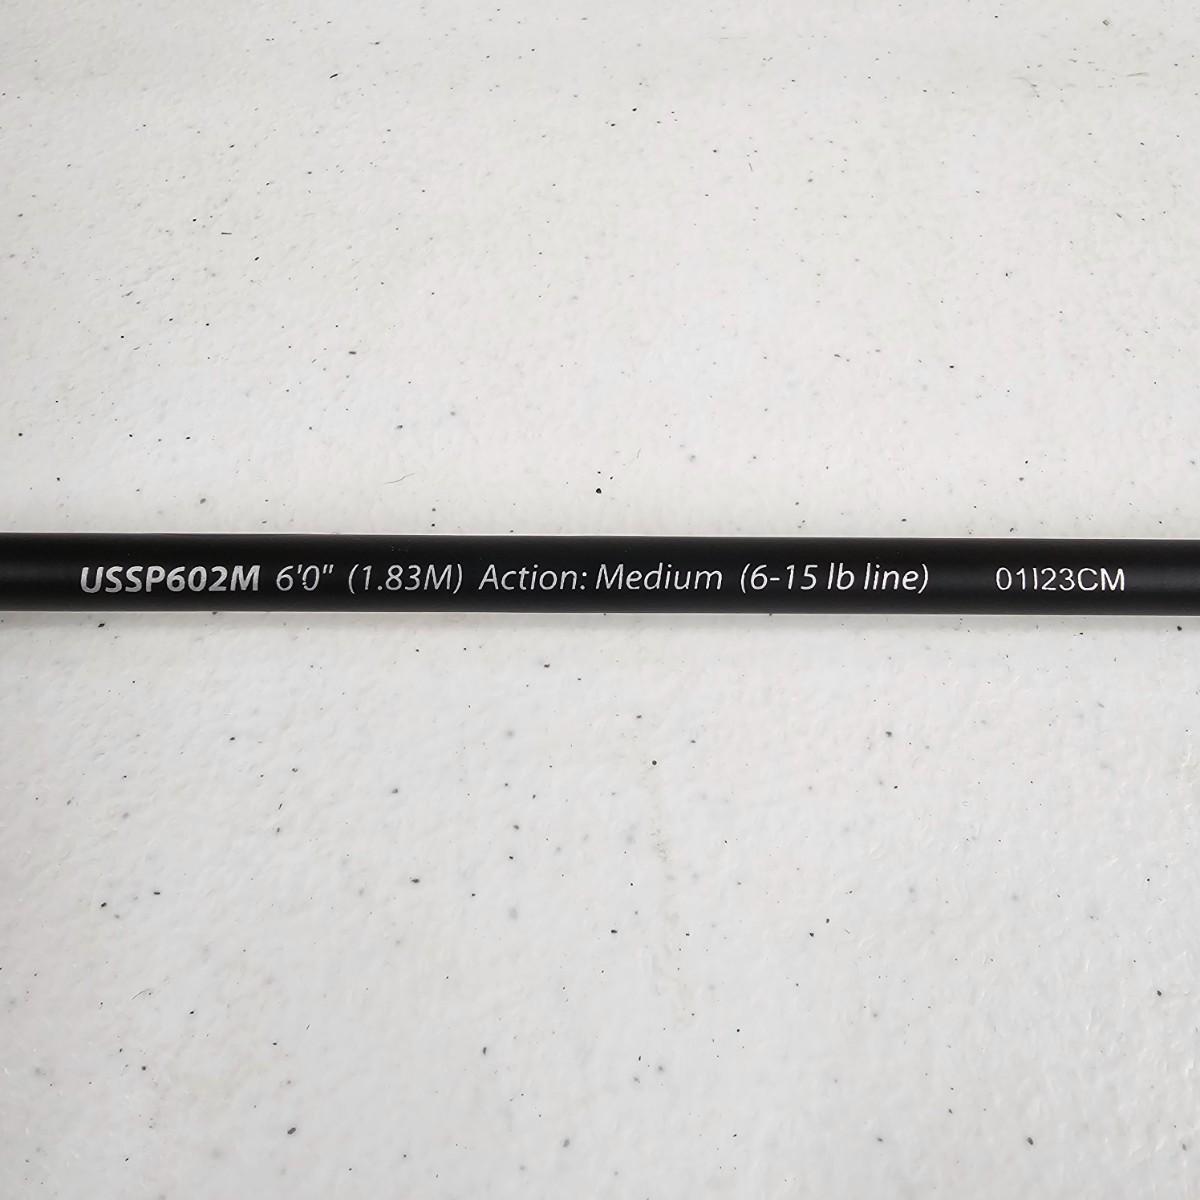 USSP602M 6'0" (1.83M) Action: Medium (6-15 lb line) 01I23CM